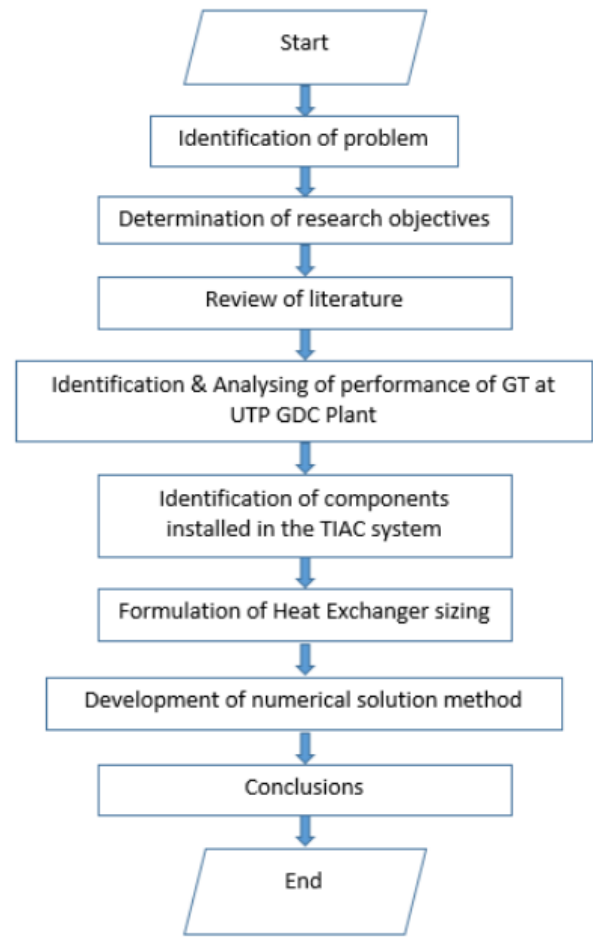 Start
Identification of problem
Determination of research objectives
Review of literature
Identification & Analysing of performance of GT at
UTP GDC Plant
Identification of components
installed in the TIAC system
Formulation of Heat Exchanger sizing
Development of numerical solution method
Conclusions
End